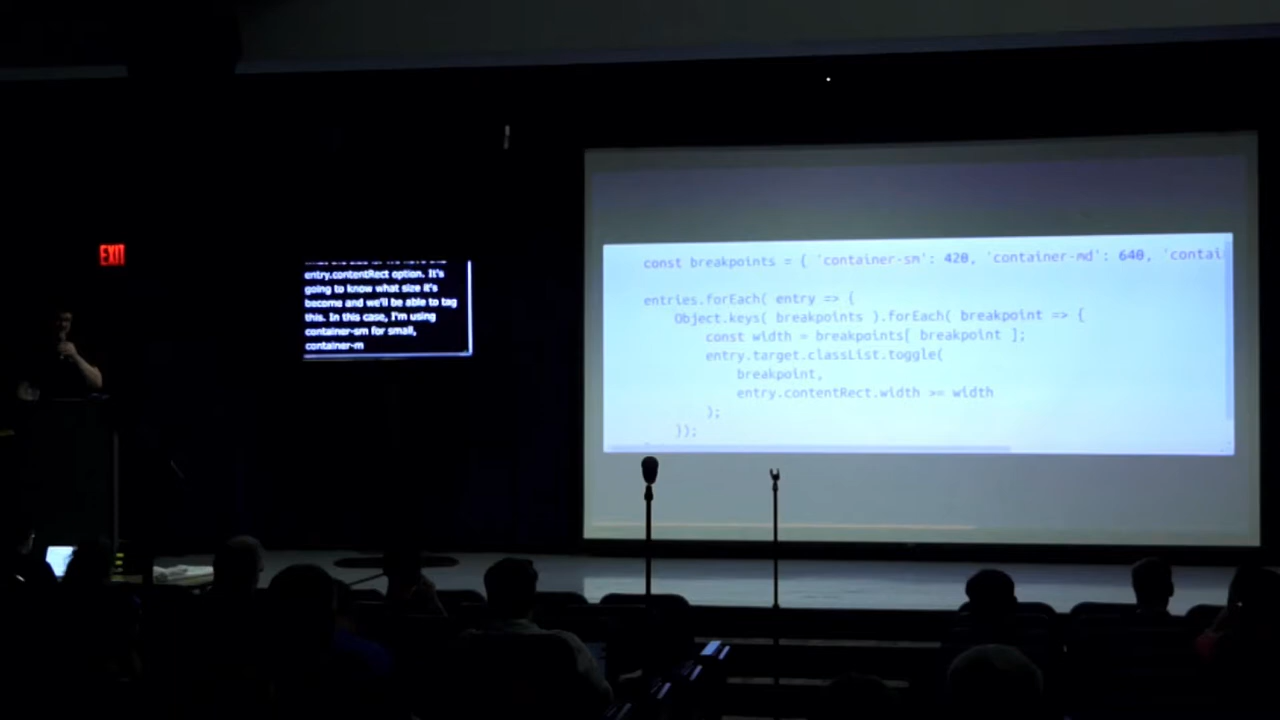 EXIT
entry.contentRect option. It's
going to know what size it's
become and we'll be able to tag
this. In this case, I'm using
container-sm for small,
container-m
const breakpoints = { 'container-sm': 420, 'container-md': 640, 'contai
entries.forEach( entry => {
Object.keys( breakpoints ).forEach( breakpoint => {
const width = breakpoints[ breakpoint ];
entry.target.classList.toggle(
breakpoint,
entry.contentRect.width >= width
);
});